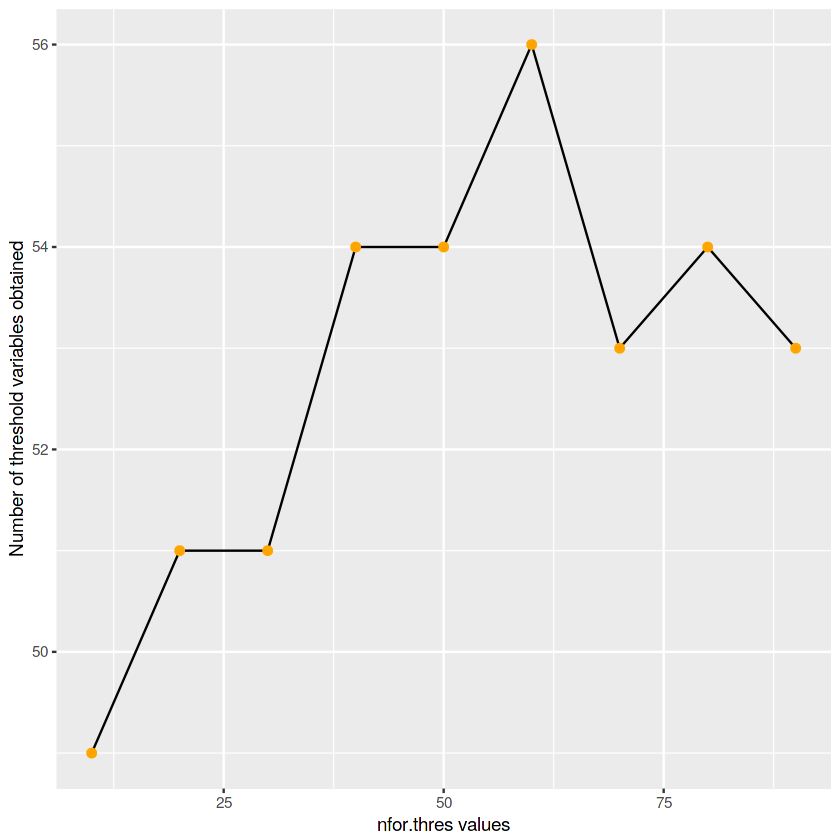 56
54
52
50
Number of threshold variables obtained
25 50 75
nfor.thres values